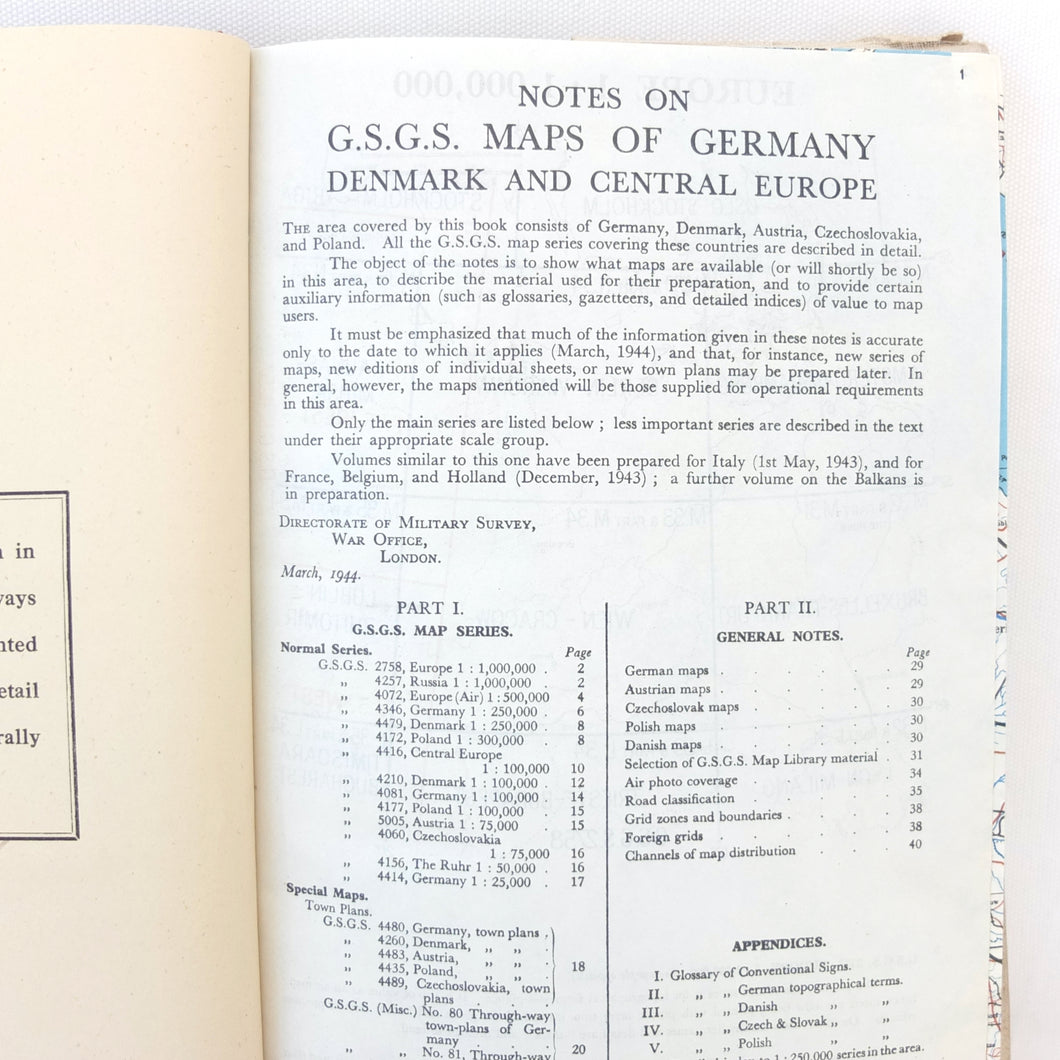 1
NOTES ON
G.S.G.S. MAPS OF GERMANY
DENMARK AND CENTRAL EUROPE
THE area covered by this book consists of Germany, Denmark, Austria, Czechoslovakia,
and Poland. All the G.S.G.S. map series covering these countries are described in detail.
The object of the notes is to show what maps are available (or will shortly be so)
in this area, to describe the material used for their preparation, and to provide certain
auxiliary information (such as glossaries, gazetteers, and detailed indices) of value to map
users.
It must be emphasized that much of the information given in these notes is accurate
only to the date to which it applies (March, 1944), and that, for instance, new series of
maps, new editions of individual sheets, or new town plans may be prepared later. In
general, however, the maps mentioned will be those supplied for operational requirements
in this area.
Only the main series are listed below ; less important series are described in the text
under their appropriate scale group.
Volumes similar to this one have been prepared for Italy (1st May, 1943), and for
France, Belgium, and Holland (December, 1943) ; a further volume on the Balkans is
in preparation.
DIRECTORATE OF MILITARY SURVEY,
WAR OFFICE,
LONDON.
March, 1944.
PART I.
G.S.G.S. MAP SERIES.
Normal Series. Page
G.S.G.S. 2758, Europe 1 : 1,000,000 . 2
„ 4257, Russia 1 : 1,000,000 . 2
„ 4072, Europe (Air) 1 : 500,000 4
„ 4346, Germany 1 : 250,000 . 6
„ 4479, Denmark 1 : 250,000 . 8
„ 4172, Poland 1 : 300,000 . 8
„ 4416, Central Europe
1 : 100,000 10
„ 4210, Denmark 1 : 100,000 . 12
„ 4081, Germany 1 : 100,000 . 14
„ 4177, Poland 1 : 100,000 . 15
„ 5005, Austria 1 : 75,000 . 15
„ 4060, Czechoslovakia
1 : 75,000 16
„ 4156, The Ruhr 1 : 50,000 . 16
„ 4414, Germany 1 : 25,000 . 17
Special Maps.
Town Plans.
G.S.G.S. 4480, Germany, town plans .
„ 4260, Denmark, „ „ .
„ 4483, Austria, „ „ . 18
„ 4435, Poland, „ „ .
„ 4489, Czechoslovakia, town
plans . . . .
G.S.G.S. (Misc.) No. 80 Through-way
town-plans of Ger-
many . . . 20
„ „ No. 81, Through-way
PART II.
GENERAL NOTES.
Page
German maps . . . . . . 29
Austrian maps . . . . . . 29
Czechoslovak maps . . . . . 30
Polish maps . . . . . . 30
Danish maps . . . . . . 30
Selection of G.S.G.S. Map Library material . 31
Air photo coverage . . . . . 34
Road classification . . . . . 35
Grid zones and boundaries . . . . 38
Foreign grids . . . . . . 38
Channels of map distribution . . . 40
APPENDICES.
I. Glossary of Conventional Signs.
II. „ „ German topographical terms.
III. „ „ Danish „ „
IV. „ „ Czech & Slovak „ „
V. „ „ Polish „ „
to 1 : 250,000 series in the area.
in
ways
etail